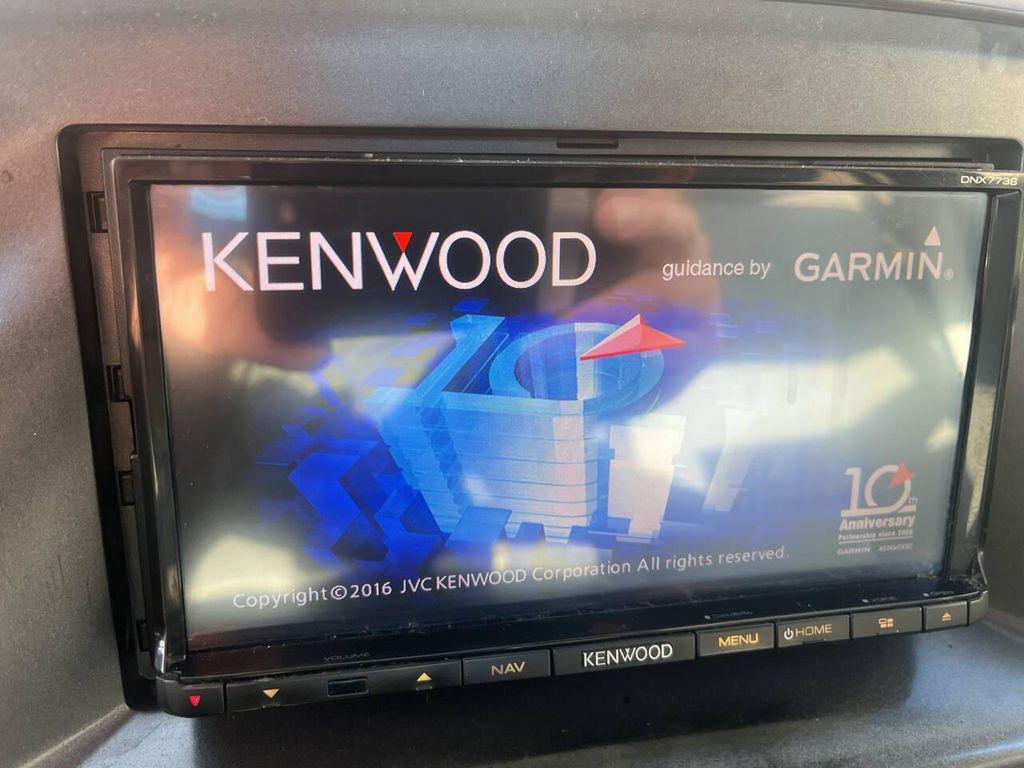 DNX773S
KENWOOD
guidance by GARMIN®
10th
Anniversary
Partnership since 2006
GARMIN KENWOOD
Copyright©2016 JVC KENWOOD Corporation All rights reserved.
VOLUME
NAV
KENWOOD
MENU
HOME